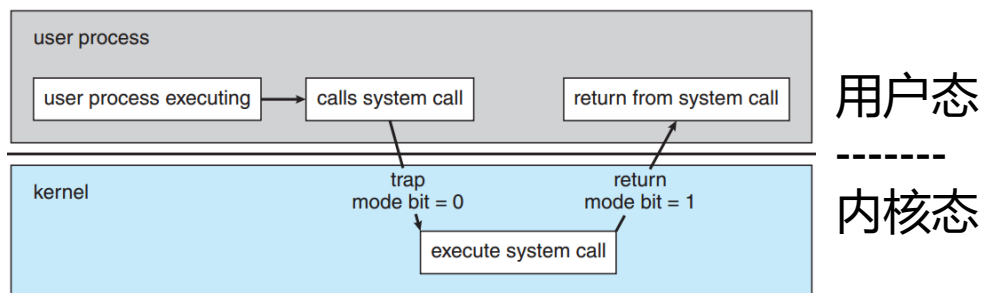 user process
user process executing
calls system call
return from system call
用户态
-------
内核态
kernel
trap
mode bit = 0
return
mode bit = 1
execute system call